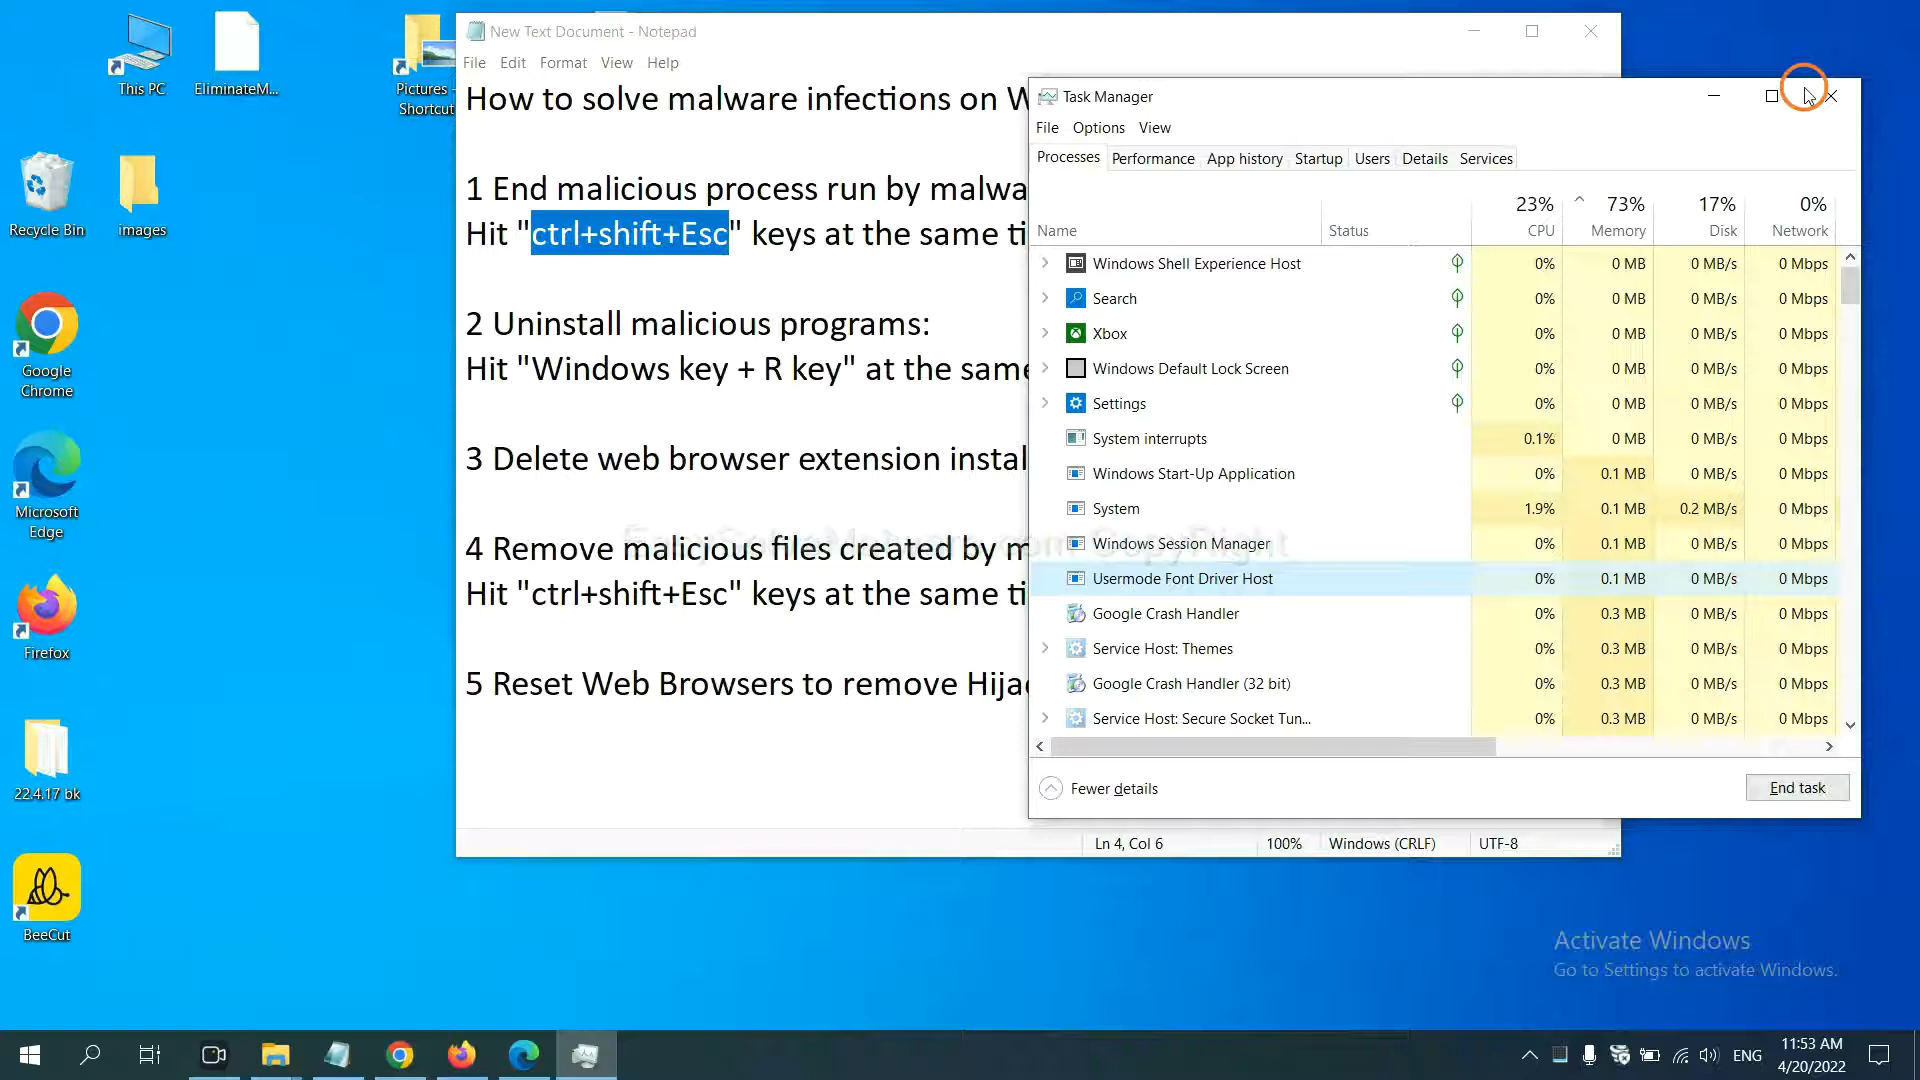 This PC
EliminateM...
Pictures -
Shortcut
Recycle Bin
images
Google
Chrome
Microsoft
Edge
Firefox
22.4.17 bk
BeeCut
New Text Document - Notepad
File Edit Format View Help
How to solve malware infections on W
1 End malicious process run by malwa
Hit "ctrl+shift+Esc" keys at the same ti
2 Uninstall malicious programs:
Hit "Windows key + R key" at the same
3 Delete web browser extension instal
4 Remove malicious files created by m
Hit "ctrl+shift+Esc" keys at the same ti
5 Reset Web Browsers to remove Hijac
Ln 4, Col 6 100% Windows (CRLF) UTF-8
Task Manager
File Options View
Processes Performance App history Startup Users Details Services
23% 73% 17% 0%
Name Status CPU Memory Disk Network
Windows Shell Experience Host 0% 0 MB 0 MB/s 0 Mbps
Search 0% 0 MB 0 MB/s 0 Mbps
Xbox 0% 0 MB 0 MB/s 0 Mbps
Windows Default Lock Screen 0% 0 MB 0 MB/s 0 Mbps
Settings 0% 0 MB 0 MB/s 0 Mbps
System interrupts 0.1% 0 MB 0 MB/s 0 Mbps
Windows Start-Up Application 0% 0.1 MB 0 MB/s 0 Mbps
System 1.9% 0.1 MB 0.2 MB/s 0 Mbps
Windows Session Manager 0% 0.1 MB 0 MB/s 0 Mbps
Usermode Font Driver Host 0% 0.1 MB 0 MB/s 0 Mbps
Google Crash Handler 0% 0.3 MB 0 MB/s 0 Mbps
Service Host: Themes 0% 0.3 MB 0 MB/s 0 Mbps
Google Crash Handler (32 bit) 0% 0.3 MB 0 MB/s 0 Mbps
Service Host: Secure Socket Tun... 0% 0.3 MB 0 MB/s 0 Mbps
Fewer details End task
Activate Windows
Go to Settings to activate Windows.
ENG
11:53 AM
4/20/2022